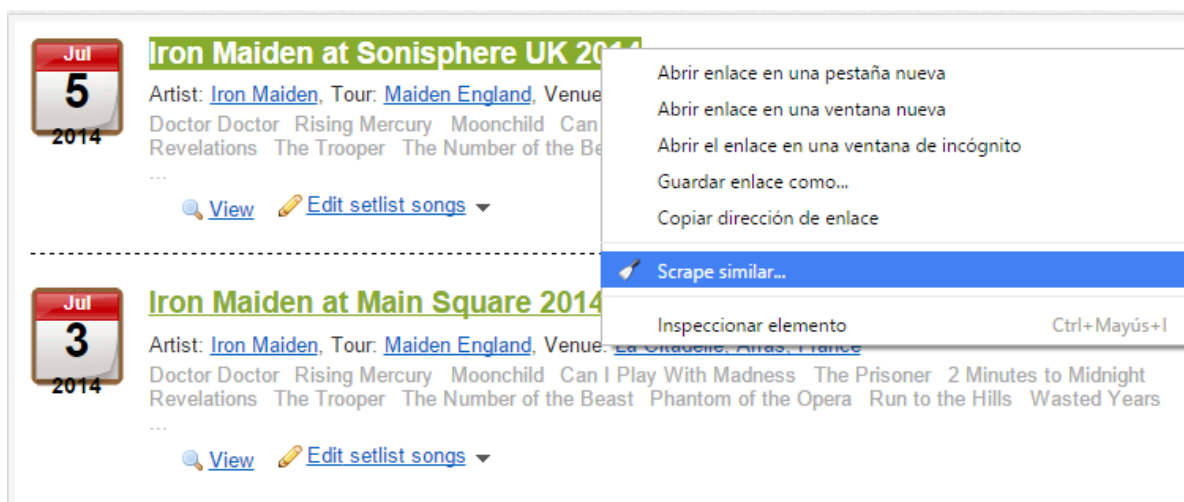 Jul
5
2014
Iron Maiden at Sonisphere UK 2014
Artist: Iron Maiden, Tour: Maiden England, Venue
Doctor Doctor Rising Mercury Moonchild Can
Revelations The Trooper The Number of the Be
...
View Edit setlist songs
Abrir enlace en una pestaña nueva
Abrir enlace en una ventana nueva
Abrir el enlace en una ventana de incógnito
Guardar enlace como...
Copiar dirección de enlace
Scrape similar...
Inspeccionar elemento Ctrl+Mayús+I
Jul
3
2014
Iron Maiden at Main Square 2014
Artist: Iron Maiden, Tour: Maiden England, Venue: La Citadelle, Arras, France
Doctor Doctor Rising Mercury Moonchild Can I Play With Madness The Prisoner 2 Minutes to Midnight
Revelations The Trooper The Number of the Beast Phantom of the Opera Run to the Hills Wasted Years
...
View Edit setlist songs